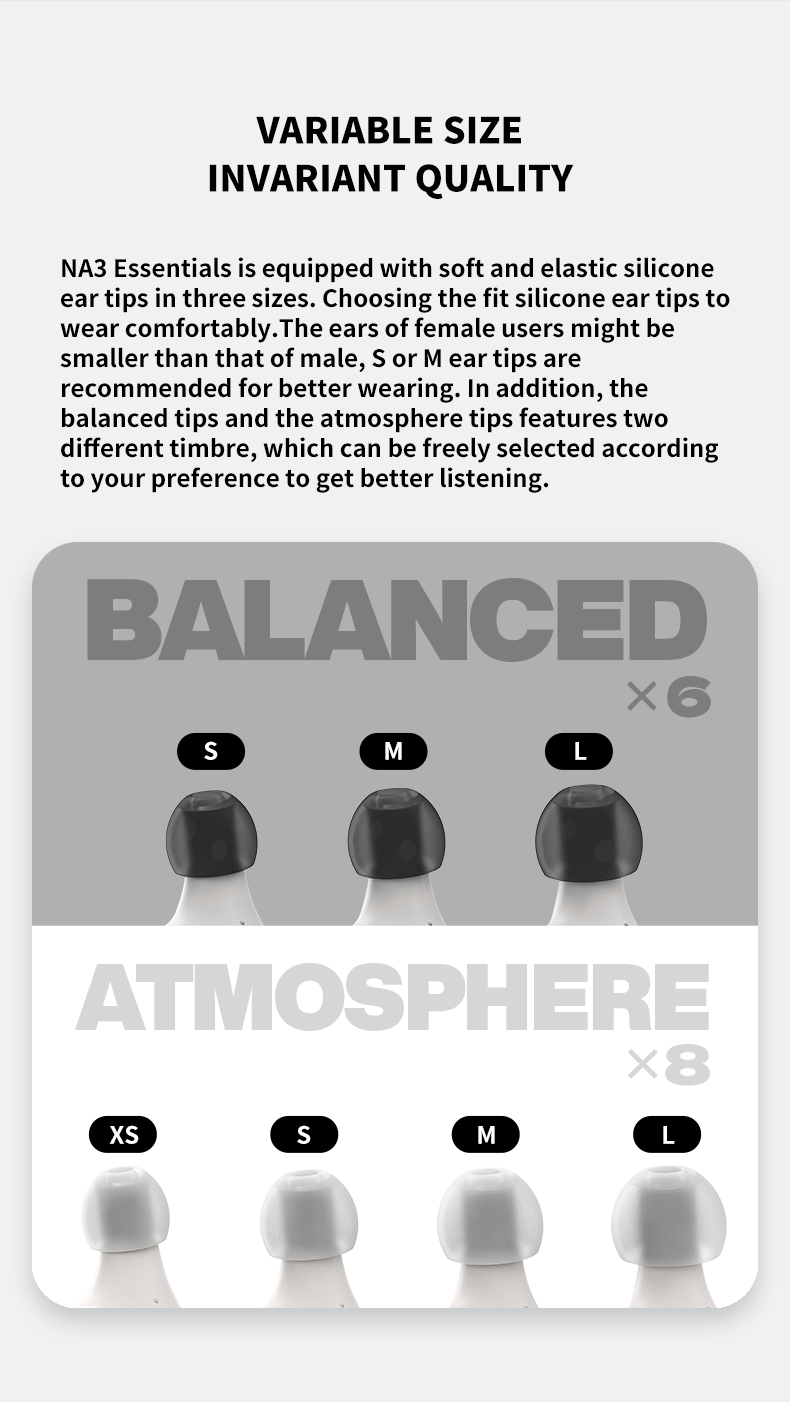 VARIABLE SIZE
INVARIANT QUALITY
NA3 Essentials is equipped with soft and elastic silicone
ear tips in three sizes. Choosing the fit silicone ear tips to
wear comfortably.The ears of female users might be
smaller than that of male, S or M ear tips are
recommended for better wearing. In addition, the
balanced tips and the atmosphere tips features two
different timbre, which can be freely selected according
to your preference to get better listening.
BALANCED
×6
S M L
ATMOSPHERE
×8
XS S M L